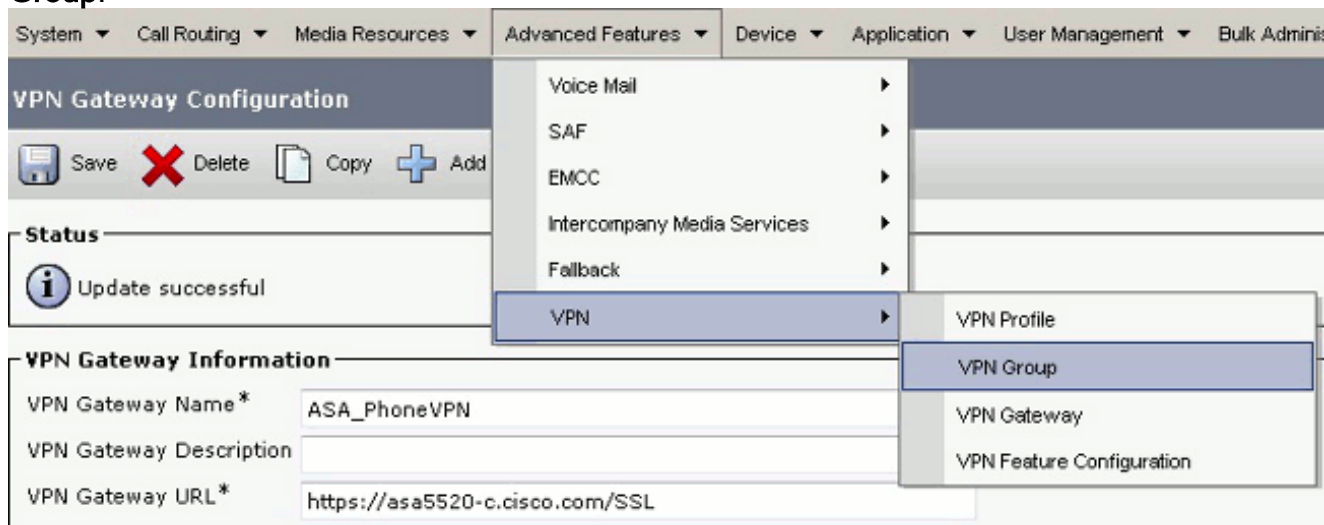 Group.
System Call Routing Media Resources Advanced Features Device Application User Management Bulk Adminis
VPN Gateway Configuration
Save Delete Copy Add
Status
Update successful
Voice Mail
SAF
EMCC
Intercompany Media Services
Fallback
VPN
VPN Profile
VPN Group
VPN Gateway
VPN Feature Configuration
VPN Gateway Information
VPN Gateway Name* ASA_PhoneVPN
VPN Gateway Description
VPN Gateway URL* https://asa5520-c.cisco.com/SSL